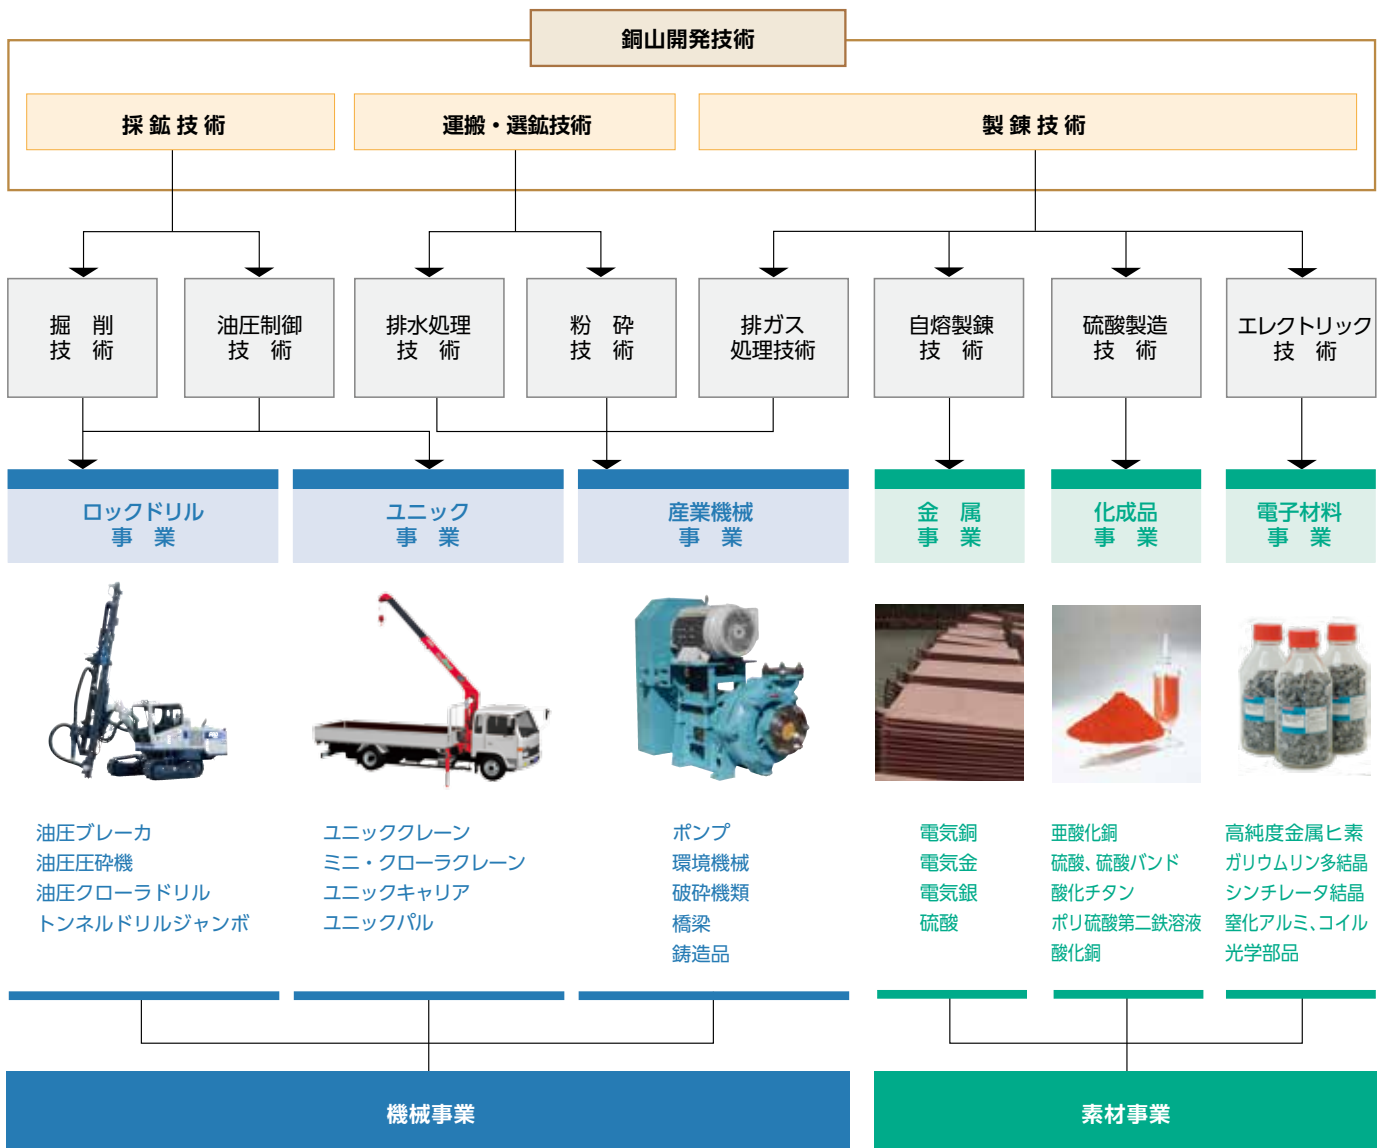 銅山開発技術
採鉱技術
運搬・選鉱技術
製錬技術
掘　削
技　術
油圧制御
技　術
排水処理
技　術
粉　砕
技　術
排ガス
処理技術
自熔製錬
技　術
硫酸製造
技　術
エレクトリック
技　術
ロックドリル
事　業
ユニック
事　業
産業機械
事　業
金　属
事　業
化成品
事　業
電子材料
事　業
油圧ブレーカ
油圧圧砕機
油圧クローラドリル
トンネルドリルジャンボ
ユニッククレーン
ミニ・クローラクレーン
ユニックキャリア
ユニックパル
ポンプ
環境機械
破砕機類
橋梁
鋳造品
電気銅
電気金
電気銀
硫酸
亜酸化銅
硫酸、硫酸バンド
酸化チタン
ポリ硫酸第二鉄溶液
酸化銅
高純度金属ヒ素
ガリウムリン多結晶
シンチレータ結晶
窒化アルミ、コイル
光学部品
機械事業
素材事業